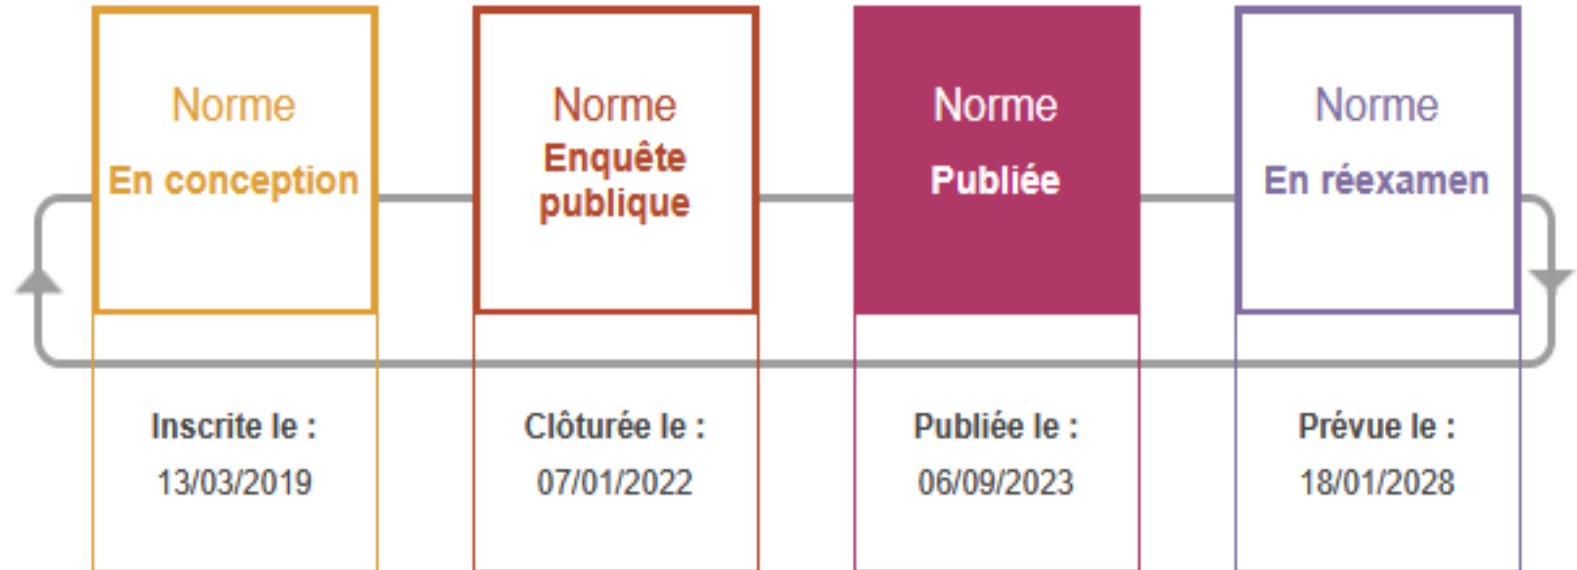 Norme
En conception
Inscrite le :
13/03/2019
Norme
Enquête
publique
Clôturée le :
07/01/2022
Norme
Publiée
Publiée le :
06/09/2023
Norme
En réexamen
Prévue le :
18/01/2028